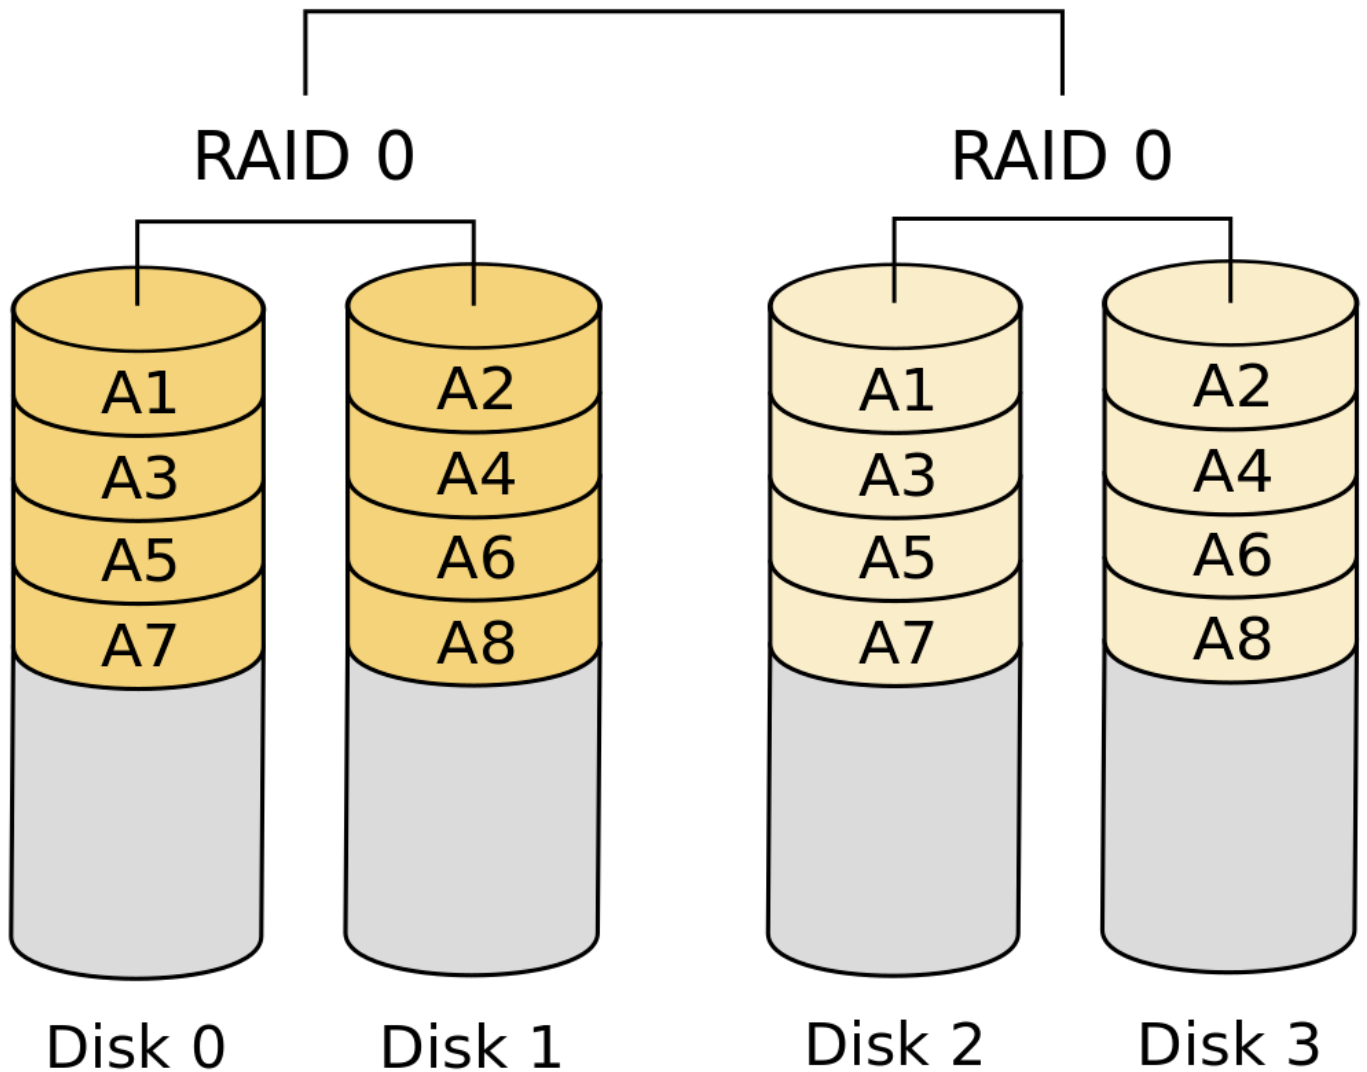 RAID 0 RAID 0
A1 A2 A1 A2
A3 A4 A3 A4
A5 A6 A5 A6
A7 A8 A7 A8
Disk 0 Disk 1 Disk 2 Disk 3